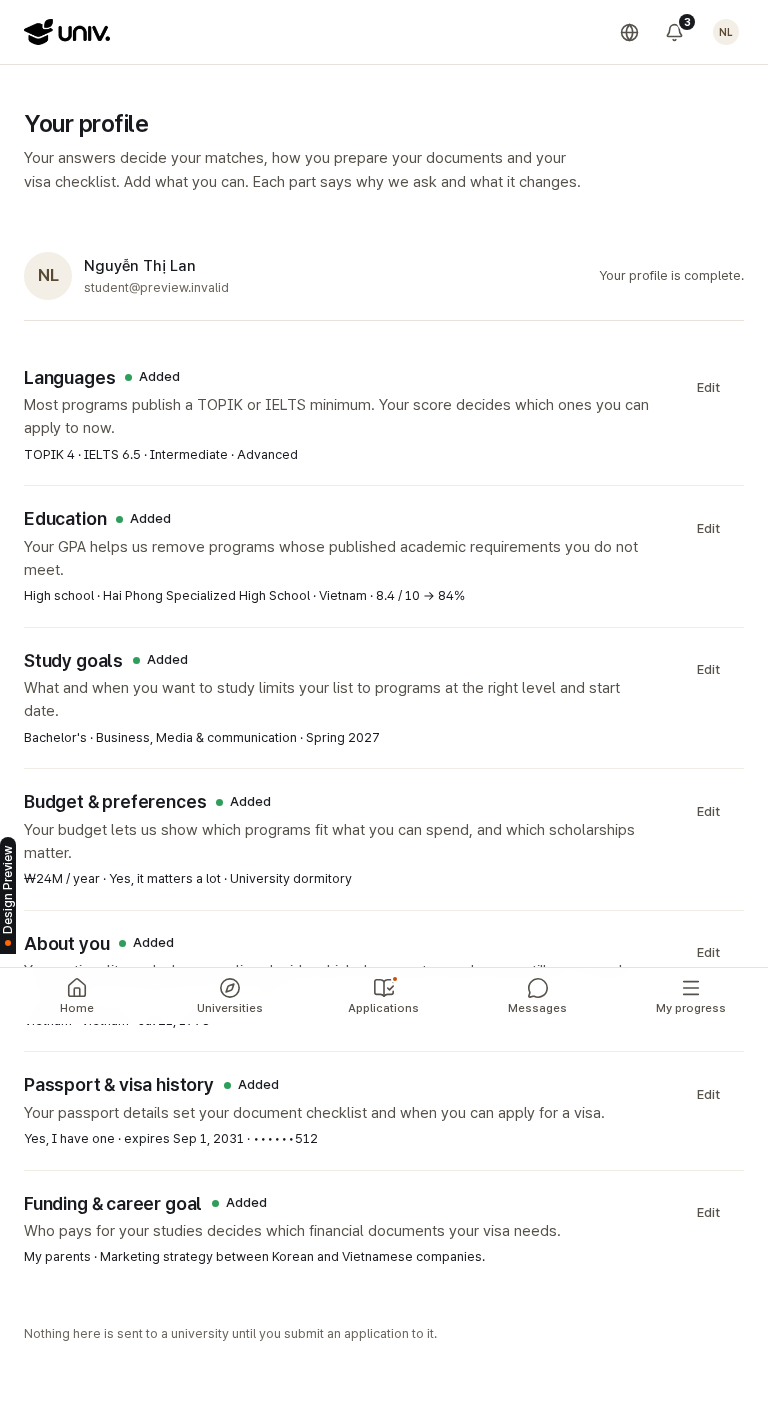 UNIV.
3
NL
Your profile
Your answers decide your matches, how you prepare your documents and your
visa checklist. Add what you can. Each part says why we ask and what it changes.
NL
Nguyễn Thị Lan
student@preview.invalid
Your profile is complete.
Languages
Added
Edit
Most programs publish a TOPIK or IELTS minimum. Your score decides which ones you can
apply to now.
TOPIK 4 · IELTS 6.5 · Intermediate · Advanced
Education
Added
Edit
Your GPA helps us remove programs whose published academic requirements you do not
meet.
High school · Hai Phong Specialized High School · Vietnam · 8.4 / 10 → 84%
Study goals
Added
Edit
What and when you want to study limits your list to programs at the right level and start
date.
Bachelor's · Business, Media & communication · Spring 2027
Budget & preferences
Added
Edit
Your budget lets us show which programs fit what you can spend, and which scholarships
matter.
₩24M / year · Yes, it matters a lot · University dormitory
Design Preview
About you
Added
Edit
Home
Universities
Applications
Messages
My progress
Passport & visa history
Added
Edit
Your passport details set your document checklist and when you can apply for a visa.
Yes, I have one · expires Sep 1, 2031 · ••••••512
Funding & career goal
Added
Edit
Who pays for your studies decides which financial documents your visa needs.
My parents · Marketing strategy between Korean and Vietnamese companies.
Nothing here is sent to a university until you submit an application to it.